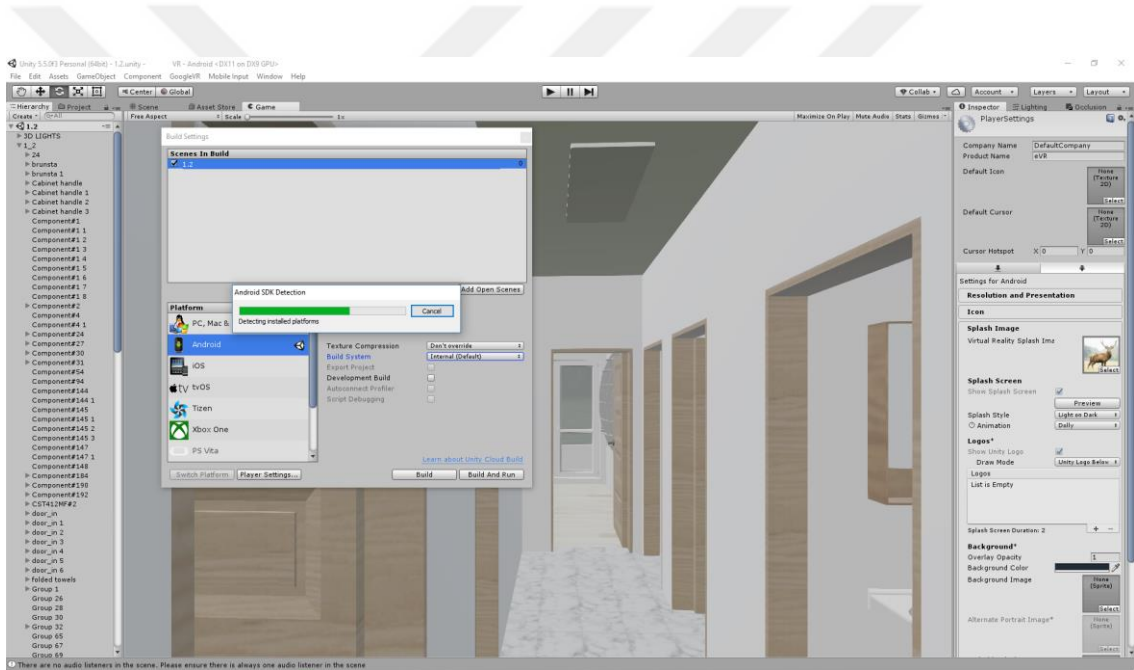 Unity 5.5.0f3 Personal (64bit) - 1.2.unity - VR - Android <DX11 on DX9 GPU>
File Edit Assets GameObject Component GoogleVR Mobile Input Window Help
Center Global Collab Account Layers Layout
Hierarchy Project Scene Asset Store Game Inspector Lighting Occlusion
Create All Free Aspect Scale 1x Maximize On Play Mute Audio Stats Gizmos
1.2
3D LIGHTS
1_2
24
brunsta
brunsta 1
Cabinet handle
Cabinet handle 1
Cabinet handle 2
Cabinet handle 3
Component#1
Component#1 1
Component#1 2
Component#1 3
Component#1 4
Component#1 5
Component#1 6
Component#1 7
Component#1 8
Component#2
Component#4
Component#4 1
Component#24
Component#27
Component#30
Component#31
Component#54
Component#94
Component#144
Component#144 1
Component#145
Component#145 1
Component#145 2
Component#145 3
Component#147
Component#147 1
Component#148
Component#184
Component#190
Component#192
CST412MF#2
door_in
door_in 1
door_in 2
door_in 3
door_in 4
door_in 5
door_in 6
folded towels
Group 1
Group 26
Group 28
Group 30
Group 32
Group 65
Group 67
Group 69
Build Settings
Scenes In Build
1.2 0
Add Open Scenes
Android SDK Detection
Cancel
Detecting installed platforms
Platform
PC, Mac &
Android
iOS
tvOS
Tizen
Xbox One
PS Vita
Texture Compression Don't override
Build System Internal (Default)
Export Project
Development Build
Autoconnect Profiler
Script Debugging
Learn about Unity Cloud Build
Switch Platform Player Settings... Build Build And Run
PlayerSettings
Company Name DefaultCompany
Product Name eVR
Default Icon None
(Texture
2D)
Select
Default Cursor None
(Texture
2D)
Select
Cursor Hotspot X 0 Y 0
Settings for Android
Resolution and Presentation
Icon
Splash Image
Virtual Reality Splash Ima
Select
Splash Screen
Show Splash Screen
Preview
Splash Style Light on Dark
Animation Dolly
Logos*
Show Unity Logo
Draw Mode Unity Logo Below
Logos
List is Empty
Splash Screen Duration: 2
Background*
Overlay Opacity 1
Background Color
Background Image None
(Sprite)
Select
Alternate Portrait Image* None
(Sprite)
Select
There are no audio listeners in the scene. Please ensure there is always one audio listener in the scene